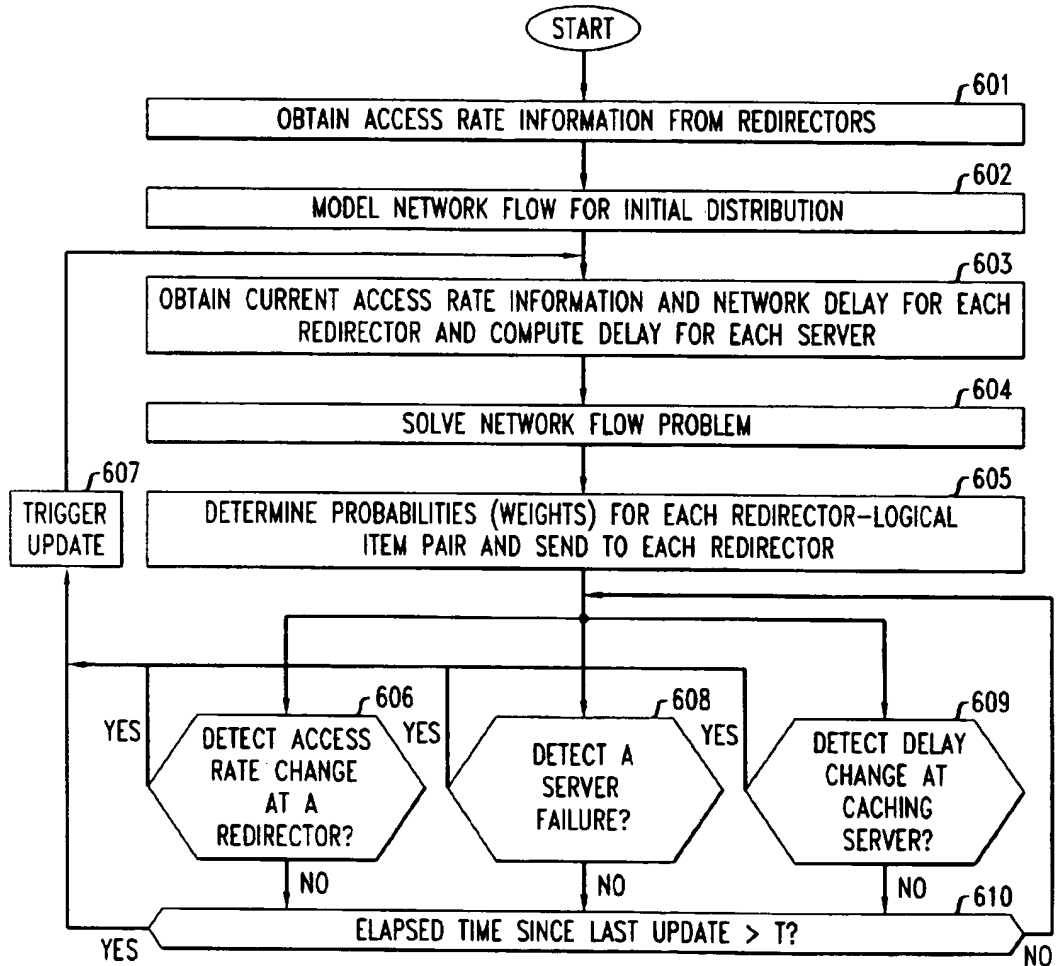 START
601
OBTAIN ACCESS RATE INFORMATION FROM REDIRECTORS
602
MODEL NETWORK FLOW FOR INITIAL DISTRIBUTION
603
OBTAIN CURRENT ACCESS RATE INFORMATION AND NETWORK DELAY FOR EACH
REDIRECTOR AND COMPUTE DELAY FOR EACH SERVER
604
SOLVE NETWORK FLOW PROBLEM
607
TRIGGER
UPDATE
605
DETERMINE PROBABILITIES (WEIGHTS) FOR EACH REDIRECTOR-LOGICAL
ITEM PAIR AND SEND TO EACH REDIRECTOR
YES
606
DETECT ACCESS
RATE CHANGE
AT A
REDIRECTOR?
NO
YES
608
DETECT A
SERVER
FAILURE?
NO
YES
609
DETECT DELAY
CHANGE AT
CACHING
SERVER?
NO
610
ELAPSED TIME SINCE LAST UPDATE > T?
YES
NO